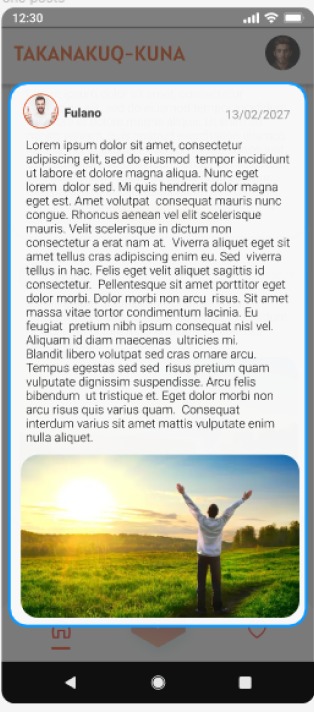 12:30
TAKANAKUQ-KUNA
Fulano
13/02/2027
Lorem ipsum dolor sit amet, consectetur
adipiscing elit, sed do eiusmod tempor incididunt
ut labore et dolore magna aliqua. Nunc eget
lorem dolor sed. Mi quis hendrerit dolor magna
eget est. Amet volutpat consequat mauris nunc
congue. Rhoncus aenean vel elit scelerisque
mauris. Velit scelerisque in dictum non
consectetur a erat nam at. Viverra aliquet eget sit
amet tellus cras adipiscing enim eu. Sed viverra
tellus in hac. Felis eget velit aliquet sagittis id
consectetur. Pellentesque sit amet porttitor eget
dolor morbi. Dolor morbi non arcu risus. Sit amet
massa vitae tortor condimentum lacinia. Eu
feugiat pretium nibh ipsum consequat nisl vel.
Aliquam id diam maecenas ultricies mi.
Blandit libero volutpat sed cras ornare arcu.
Tempus egestas sed sed risus pretium quam
vulputate dignissim suspendisse. Arcu felis
bibendum ut tristique et. Eget dolor morbi non
arcu risus quis varius quam. Consequat
interdum varius sit amet mattis vulputate enim
nulla aliquet.